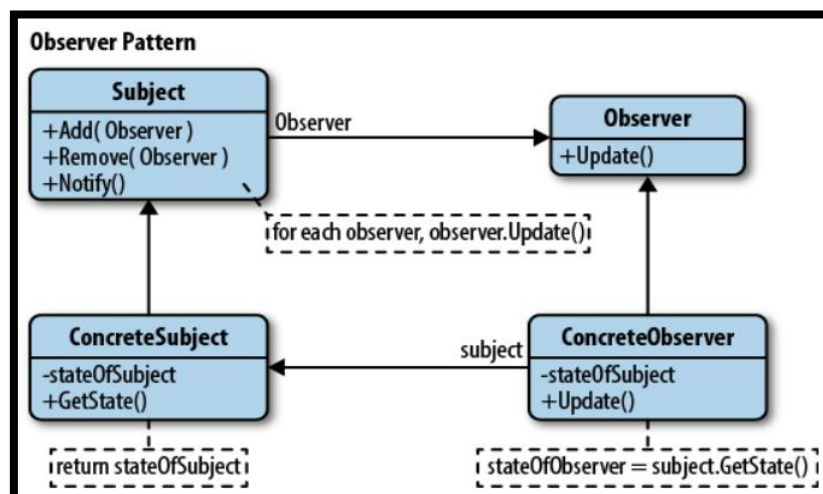 Observer Pattern
Subject
+Add( Observer )
+Remove( Observer )
+Notify()
Observer
Observer
+Update()
for each observer, observer.Update()
ConcreteSubject
-stateOfSubject
+GetState()
subject
ConcreteObserver
-stateOfSubject
+Update()
return stateOfSubject
stateOfObserver = subject.GetState()